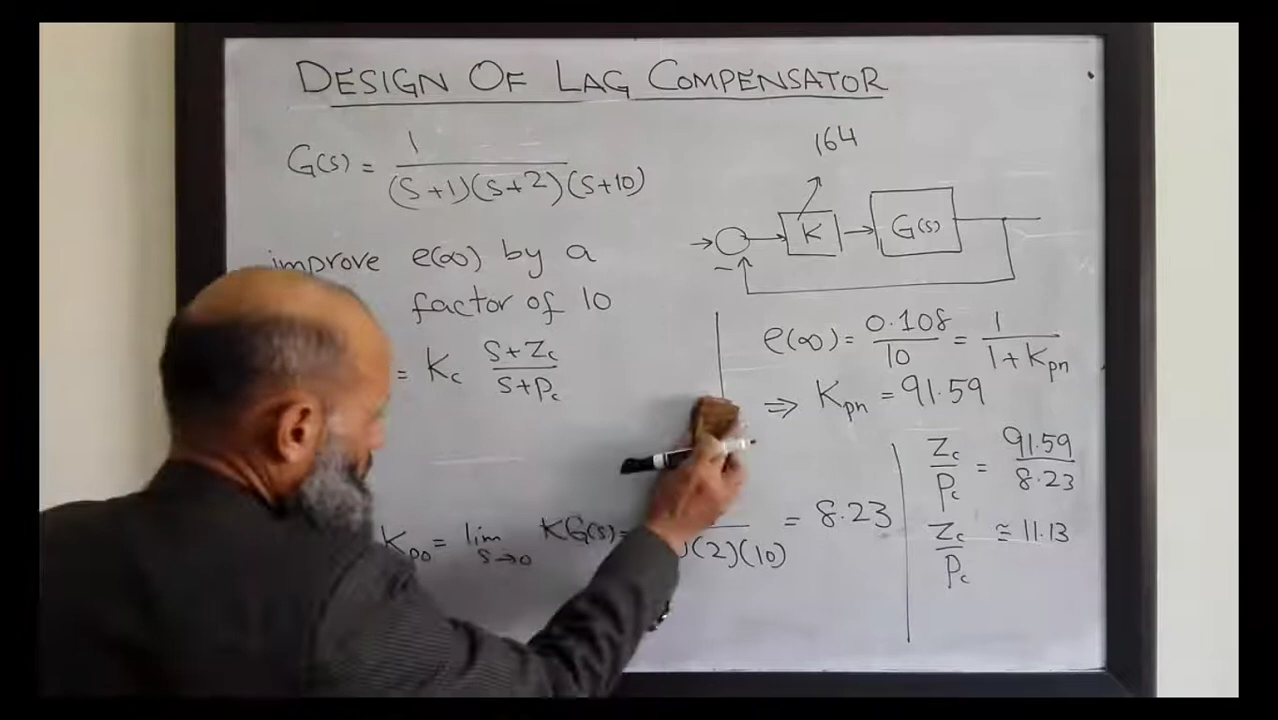 DESIGN OF LAG COMPENSATOR
G(s) = 1 / (S+1)(S+2)(S+10)
improve e(∞) by a
factor of 10
= Kc (S+Zc) / (S+Pc)
Kpo = lim s→0 KG(s) = (2)(10) = 8.23
164
K
G(s)
−
e(∞) = 0.108 / 10 = 1 / (1 + Kpn)
⇒ Kpn = 91.59
Zc / Pc = 91.59 / 8.23
Zc / Pc ≅ 11.13